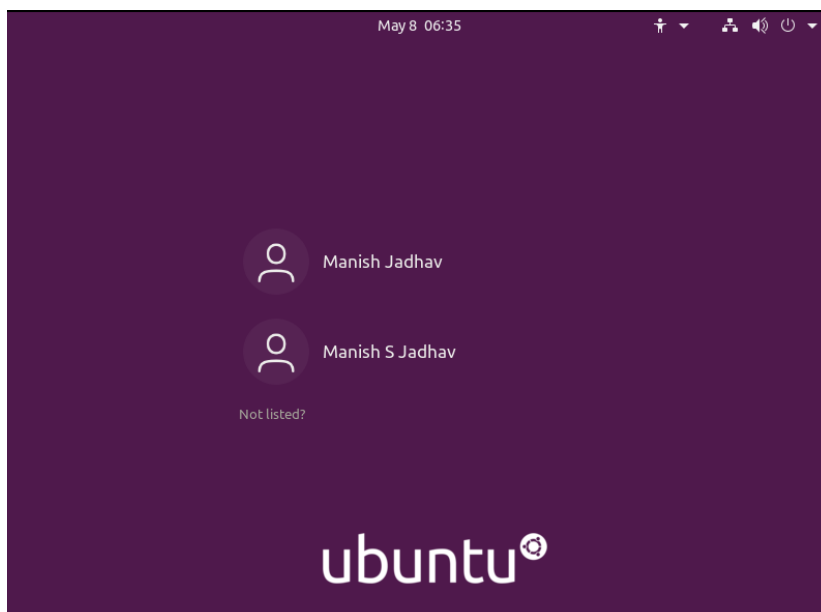 May 8 06:35
Manish Jadhav
Manish S Jadhav
Not listed?
ubuntu